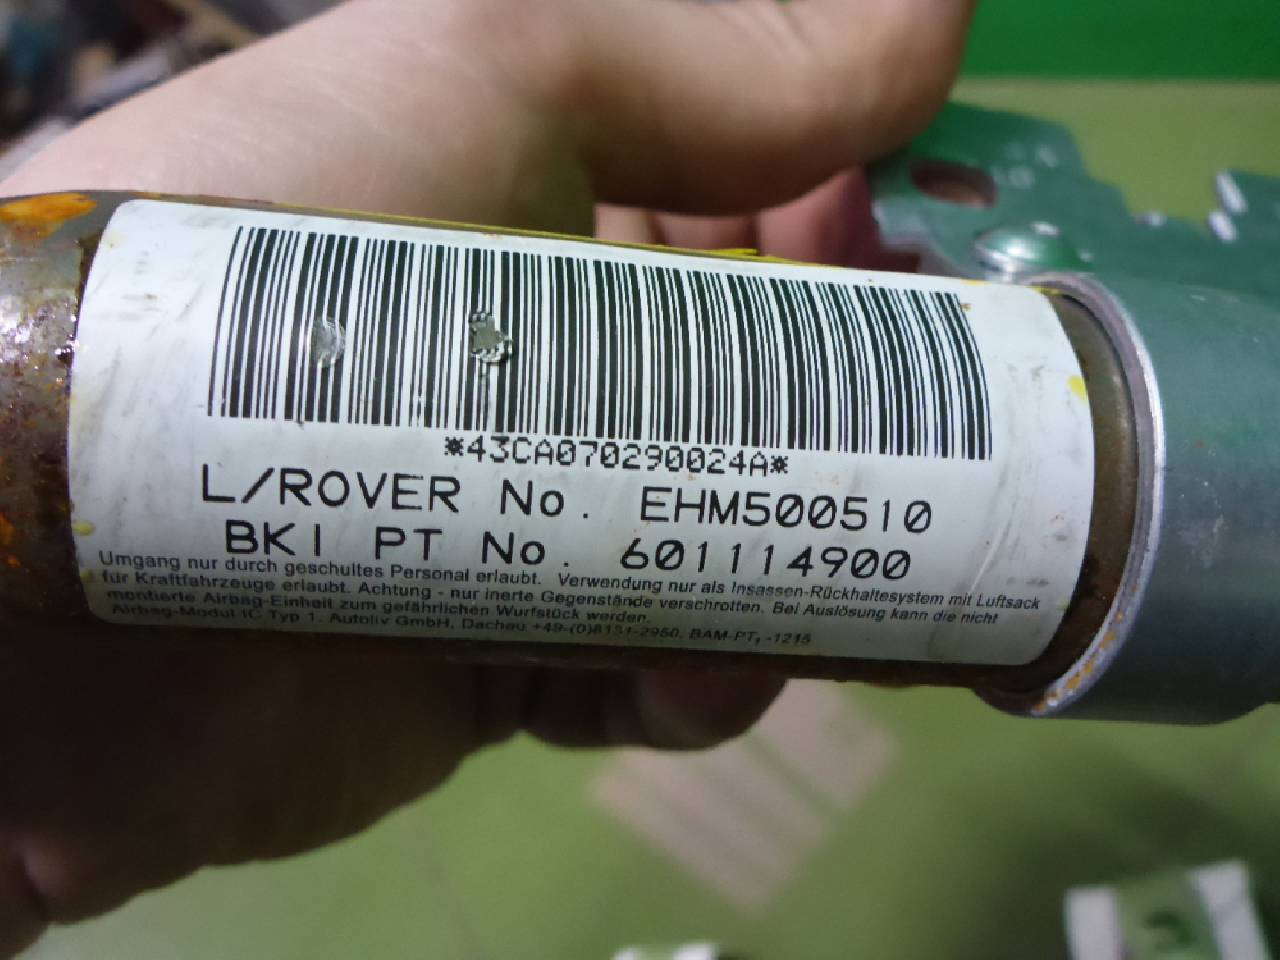 *43CA070290024A*
L/ROVER No. EHM500510
BKI PT No. 601114900
Umgang nur durch geschultes Personal erlaubt. Verwendung nur als Insassen-Rückhaltesystem mit Luftsack
für Kraftfahrzeuge erlaubt. Achtung - nur inerte Gegenstände verschrotten. Bei Auslösung kann die nicht
montierte Airbag-Einheit zum gefährlichen Wurfstück werden.
Airbag-Modul IC Typ 1. Autoliv GmbH, Dachau +49-(0)8131-2950, BAM-PT₁ -1215